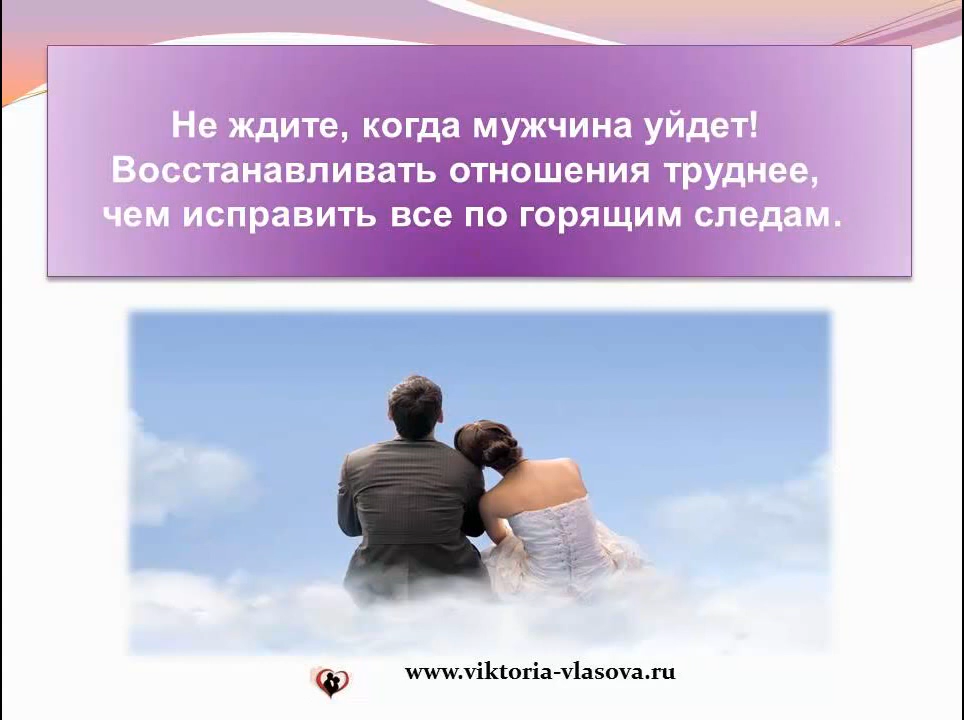 Не ждите, когда мужчина уйдет!
Восстанавливать отношения труднее,
чем исправить все по горящим следам.
www.viktoria-vlasova.ru